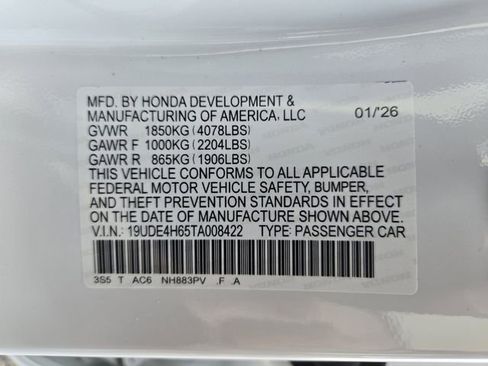 MFD. BY HONDA DEVELOPMENT &
MANUFACTURING OF AMERICA, LLC 01/'26
GVWR 1850KG (4078LBS)
GAWR F 1000KG (2204LBS)
GAWR R 865KG (1906LBS)
THIS VEHICLE CONFORMS TO ALL APPLICABLE
FEDERAL MOTOR VEHICLE SAFETY, BUMPER,
AND THEFT PREVENTION STANDARDS IN EFFECT
ON THE DATE OF MANUFACTURE SHOWN ABOVE.
V.I.N.: 19UDE4H65TA008422 TYPE: PASSENGER CAR
3S5 T AC6 NH883PV .F .A